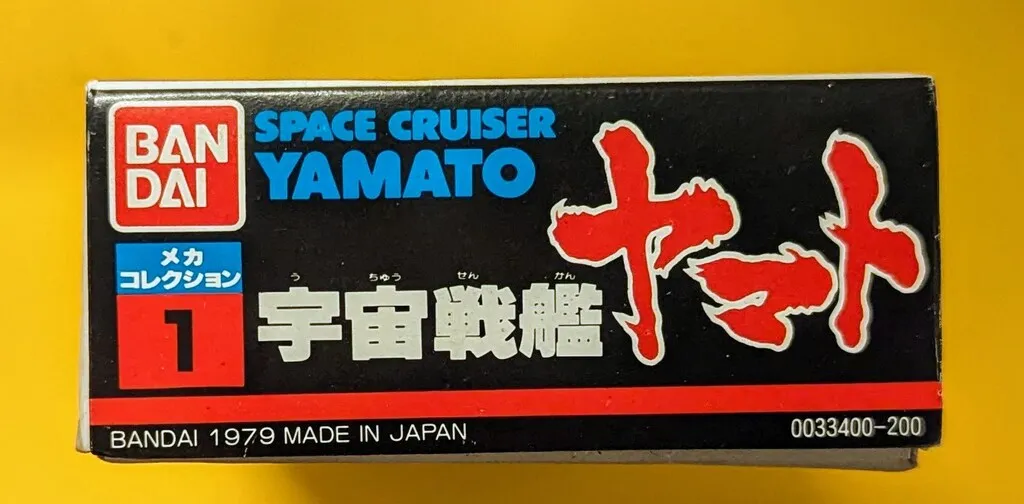 BAN
DAI
SPACE CRUISER
YAMATO
メカ
コレクション
1
う ちゅう せん かん
宇宙戦艦
ヤマト
BANDAI 1979 MADE IN JAPAN
0033400-200